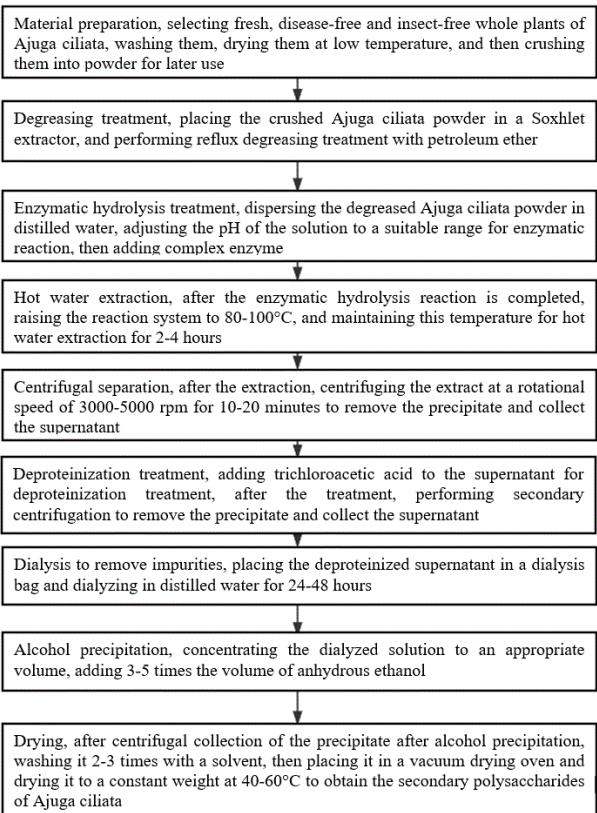 Material preparation, selecting fresh, disease-free and insect-free whole plants of
Ajuga ciliata, washing them, drying them at low temperature, and then crushing
them into powder for later use
Degreasing treatment, placing the crushed Ajuga ciliata powder in a Soxhlet
extractor, and performing reflux degreasing treatment with petroleum ether
Enzymatic hydrolysis treatment, dispersing the degreased Ajuga ciliata powder in
distilled water, adjusting the pH of the solution to a suitable range for enzymatic
reaction, then adding complex enzyme
Hot water extraction, after the enzymatic hydrolysis reaction is completed,
raising the reaction system to 80-100°C, and maintaining this temperature for hot
water extraction for 2-4 hours
Centrifugal separation, after the extraction, centrifuging the extract at a rotational
speed of 3000-5000 rpm for 10-20 minutes to remove the precipitate and collect
the supernatant
Deproteinization treatment, adding trichloroacetic acid to the supernatant for
deproteinization treatment, after the treatment, performing secondary
centrifugation to remove the precipitate and collect the supernatant
Dialysis to remove impurities, placing the deproteinized supernatant in a dialysis
bag and dialyzing in distilled water for 24-48 hours
Alcohol precipitation, concentrating the dialyzed solution to an appropriate
volume, adding 3-5 times the volume of anhydrous ethanol
Drying, after centrifugal collection of the precipitate after alcohol precipitation,
washing it 2-3 times with a solvent, then placing it in a vacuum drying oven and
drying it to a constant weight at 40-60°C to obtain the secondary polysaccharides
of Ajuga ciliata